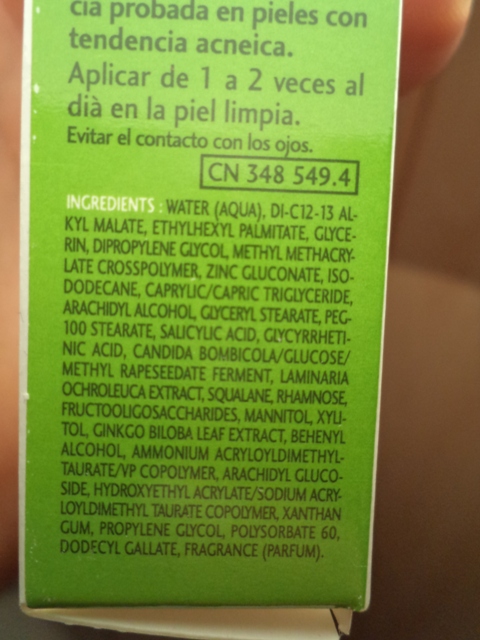 cia probada en pieles con
tendencia acneica.
Aplicar de 1 a 2 veces al
dià en la piel limpia.
Evitar el contacto con los ojos.
CN 348 549.4
INGREDIENTS : WATER (AQUA), DI-C12-13 AL-
KYL MALATE, ETHYLHEXYL PALMITATE, GLYCE-
RIN, DIPROPYLENE GLYCOL, METHYL METHACRY-
LATE CROSSPOLYMER, ZINC GLUCONATE, ISO-
DODECANE, CAPRYLIC/CAPRIC TRIGLYCERIDE,
ARACHIDYL ALCOHOL, GLYCERYL STEARATE, PEG-
100 STEARATE, SALICYLIC ACID, GLYCYRRHETI-
NIC ACID, CANDIDA BOMBICOLA/GLUCOSE/
METHYL RAPESEEDATE FERMENT, LAMINARIA
OCHROLEUCA EXTRACT, SQUALANE, RHAMNOSE,
FRUCTOOLIGOSACCHARIDES, MANNITOL, XYLI-
TOL, GINKGO BILOBA LEAF EXTRACT, BEHENYL
ALCOHOL, AMMONIUM ACRYLOYLDIMETHYL-
TAURATE/VP COPOLYMER, ARACHIDYL GLUCO-
SIDE, HYDROXYETHYL ACRYLATE/SODIUM ACRY-
LOYLDIMETHYL TAURATE COPOLYMER, XANTHAN
GUM, PROPYLENE GLYCOL, POLYSORBATE 60,
DODECYL GALLATE, FRAGRANCE (PARFUM).